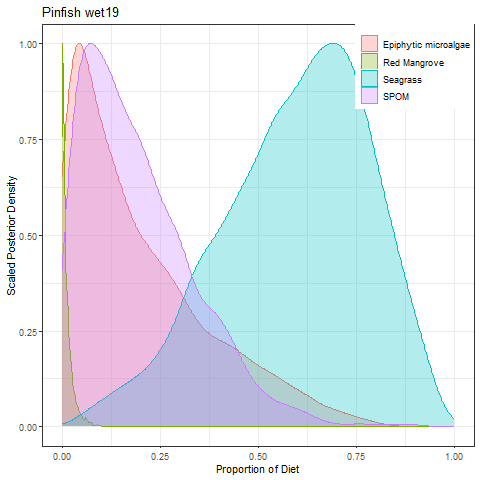 Pinfish wet19
Epiphytic microalgae
Red Mangrove
Seagrass
SPOM
Scaled Posterior Density
1.00
0.75
0.50
0.25
0.00
0.00 0.25 0.50 0.75 1.00
Proportion of Diet